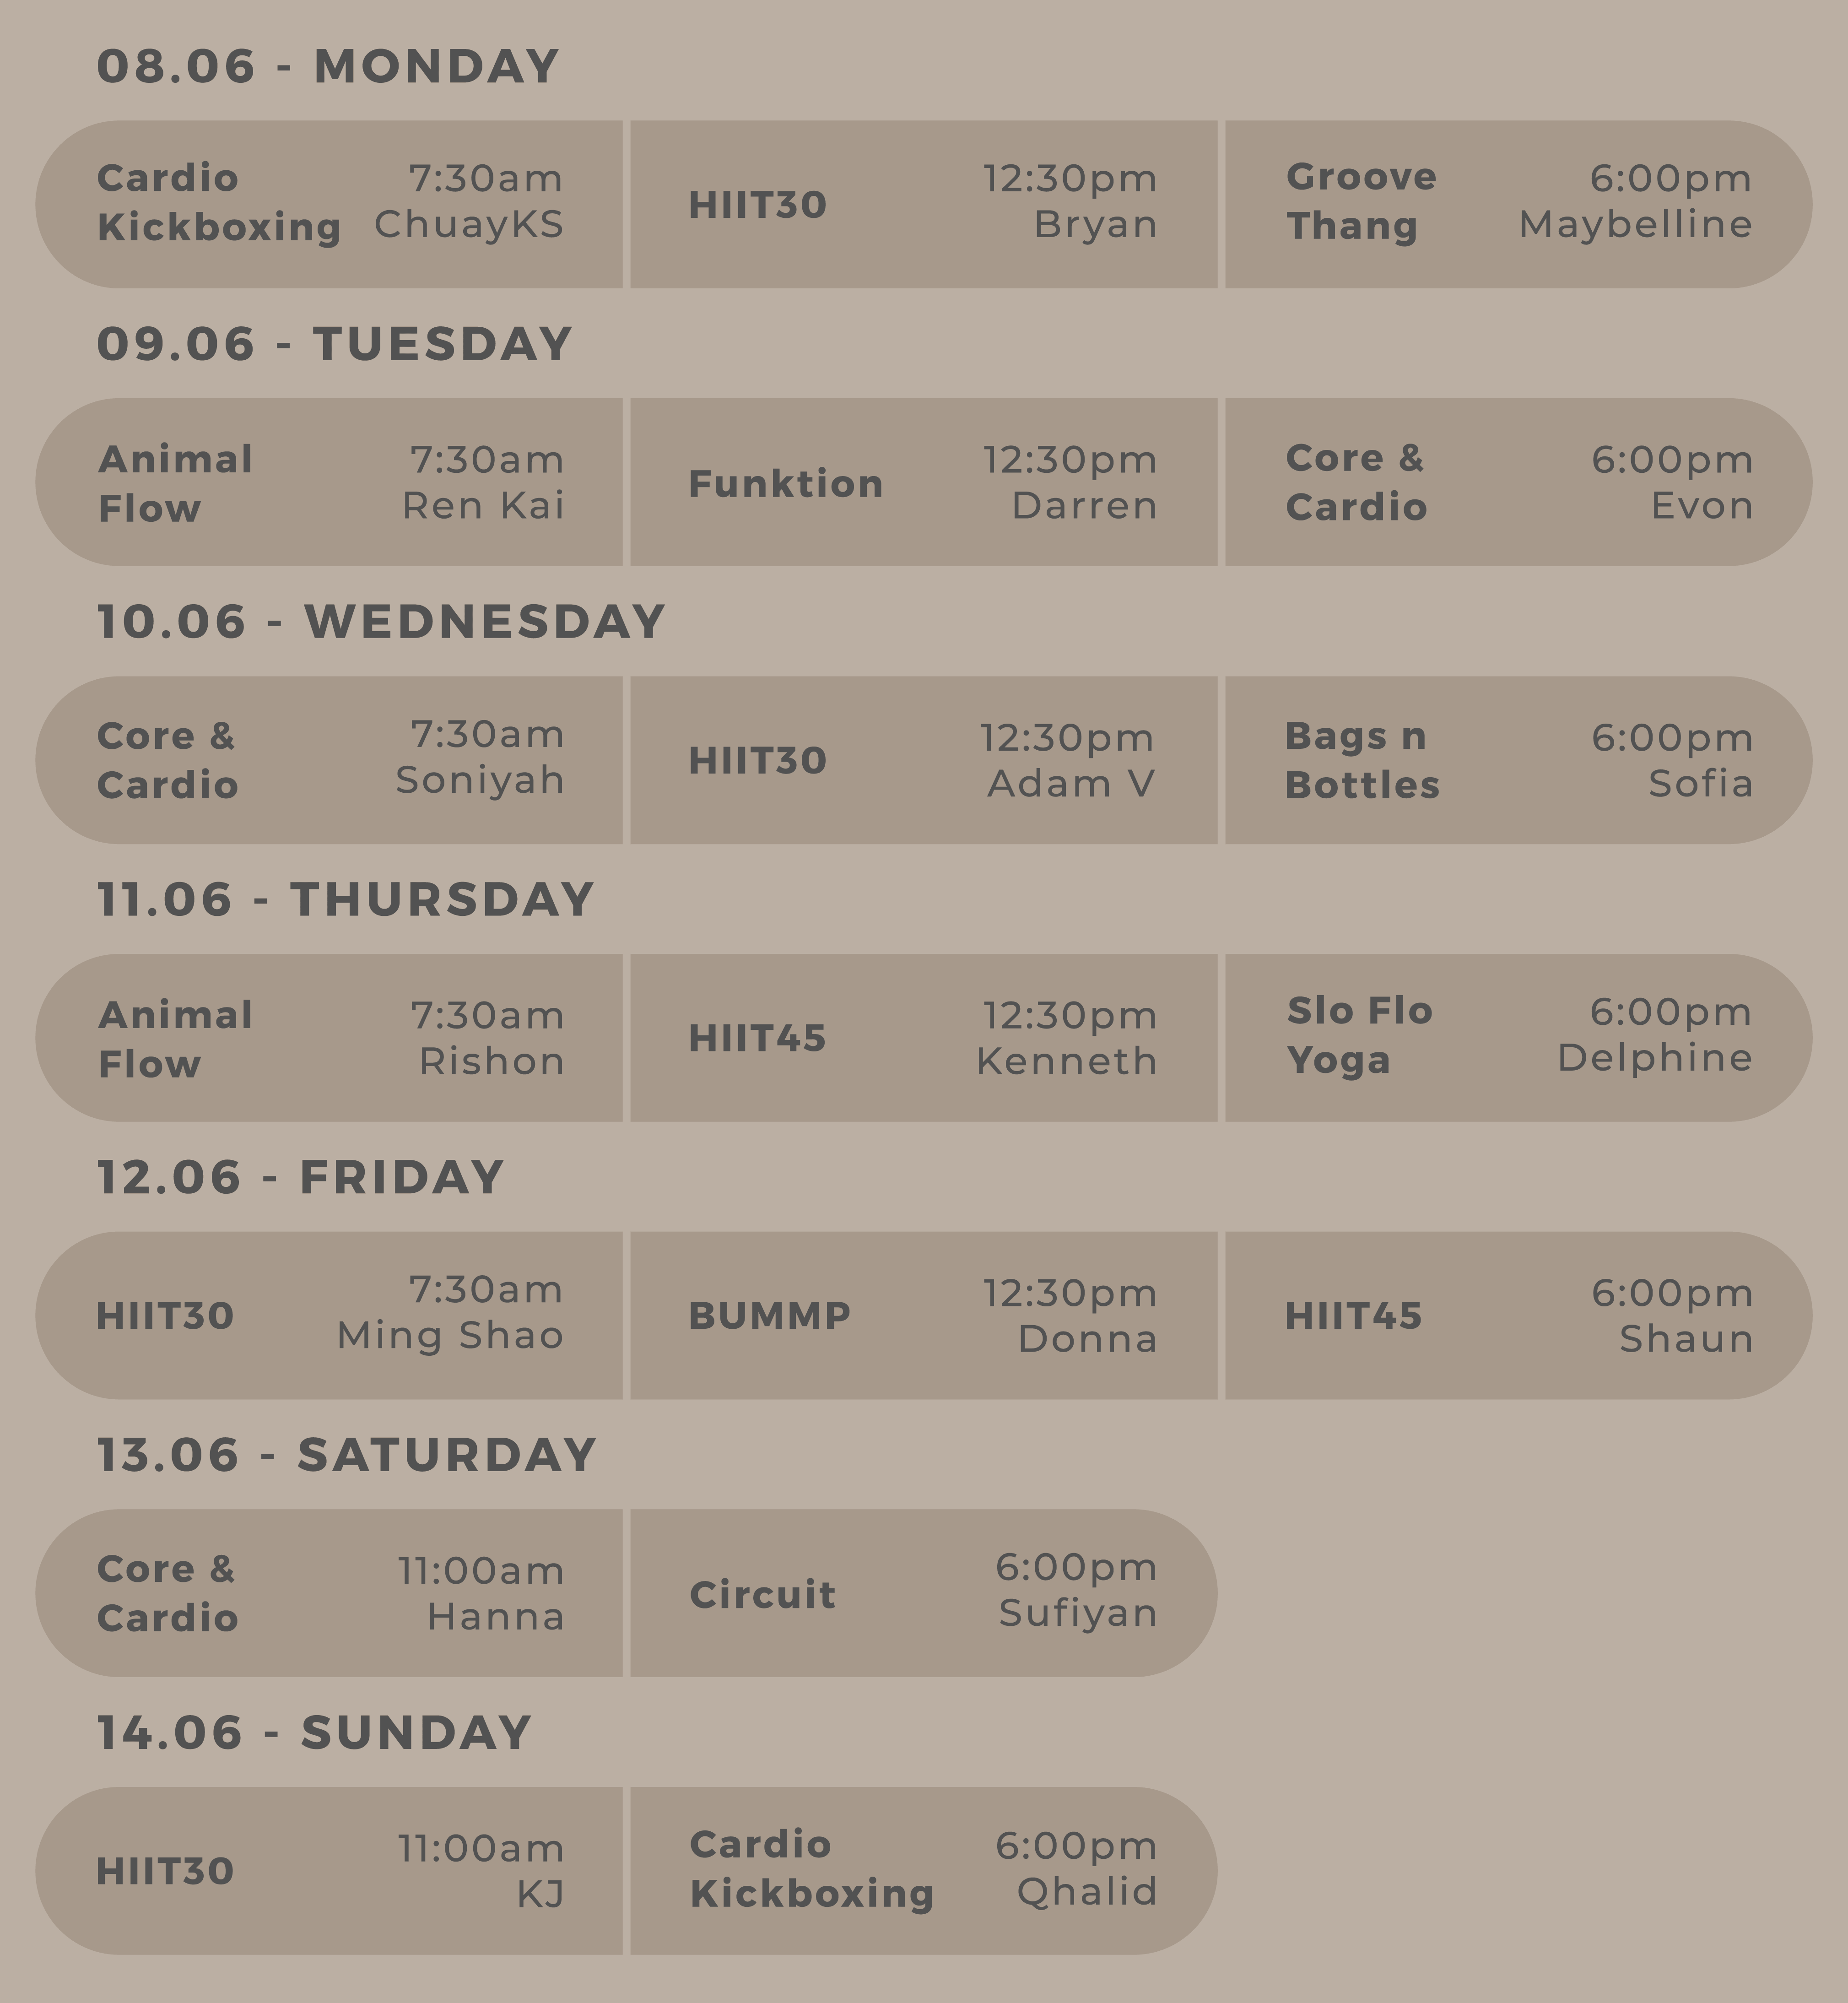 08.06 - MONDAY
Cardio
Kickboxing
7:30am
ChuayKS
HIIT30
12:30pm
Bryan
Groove
Thang
6:00pm
Maybelline
09.06 - TUESDAY
Animal
Flow
7:30am
Ren Kai
Funktion
12:30pm
Darren
Core &
Cardio
6:00pm
Evon
10.06 - WEDNESDAY
Core &
Cardio
7:30am
Soniyah
HIIT30
12:30pm
Adam V
Bags n
Bottles
6:00pm
Sofia
11.06 - THURSDAY
Animal
Flow
7:30am
Rishon
HIIT45
12:30pm
Kenneth
Slo Flo
Yoga
6:00pm
Delphine
12.06 - FRIDAY
HIIT30
7:30am
Ming Shao
BUMMP
12:30pm
Donna
HIIT45
6:00pm
Shaun
13.06 - SATURDAY
Core &
Cardio
11:00am
Hanna
Circuit
6:00pm
Sufiyan
14.06 - SUNDAY
HIIT30
11:00am
KJ
Cardio
Kickboxing
6:00pm
Qhalid